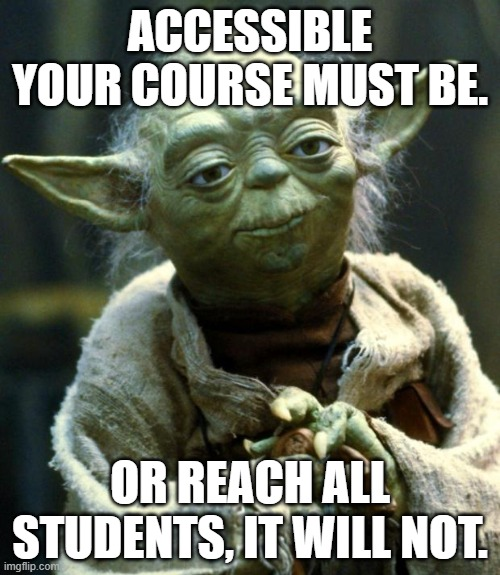 ACCESSIBLE
YOUR COURSE MUST BE.
OR REACH ALL
STUDENTS, IT WILL NOT.
imgflip.com